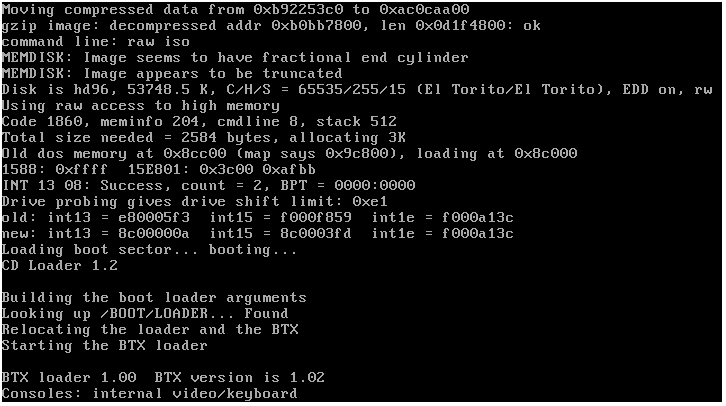 Moving compressed data from 0xb92253c0 to 0xac0caa00
gzip image: decompressed addr 0xb0bb7800, len 0x0d1f4800: ok
command line: raw iso
MEMDISK: Image seems to have fractional end cylinder
MEMDISK: Image appears to be truncated
Disk is hd96, 53748.5 K, C/H/S = 65535/255/15 (El Torito/El Torito), EDD on, rw
Using raw access to high memory
Code 1860, meminfo 204, cmdline 8, stack 512
Total size needed = 2584 bytes, allocating 3K
Old dos memory at 0x8cc00 (map says 0x9c800), loading at 0x8c000
1588: 0xffff  15E801: 0x3c00 0xafbb
INT 13 08: Success, count = 2, BPT = 0000:0000
Drive probing gives drive shift limit: 0xe1
old: int13 = e80005f3  int15 = f000f859  int1e = f000a13c
new: int13 = 8c00000a  int15 = 8c0003fd  int1e = f000a13c
Loading boot sector... booting...
CD Loader 1.2
Building the boot loader arguments
Looking up /BOOT/LOADER... Found
Relocating the loader and the BTX
Starting the BTX loader
BTX loader 1.00  BTX version is 1.02
Consoles: internal video/keyboard